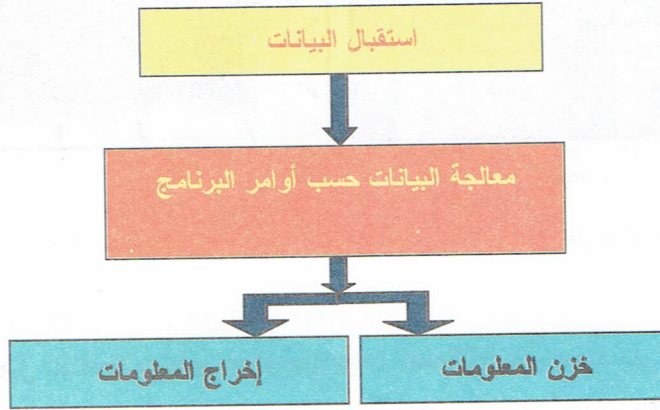 استقبال البيانات
معالجة البيانات حسب أوامر البرنامج
خزن المعلومات
إخراج المعلومات